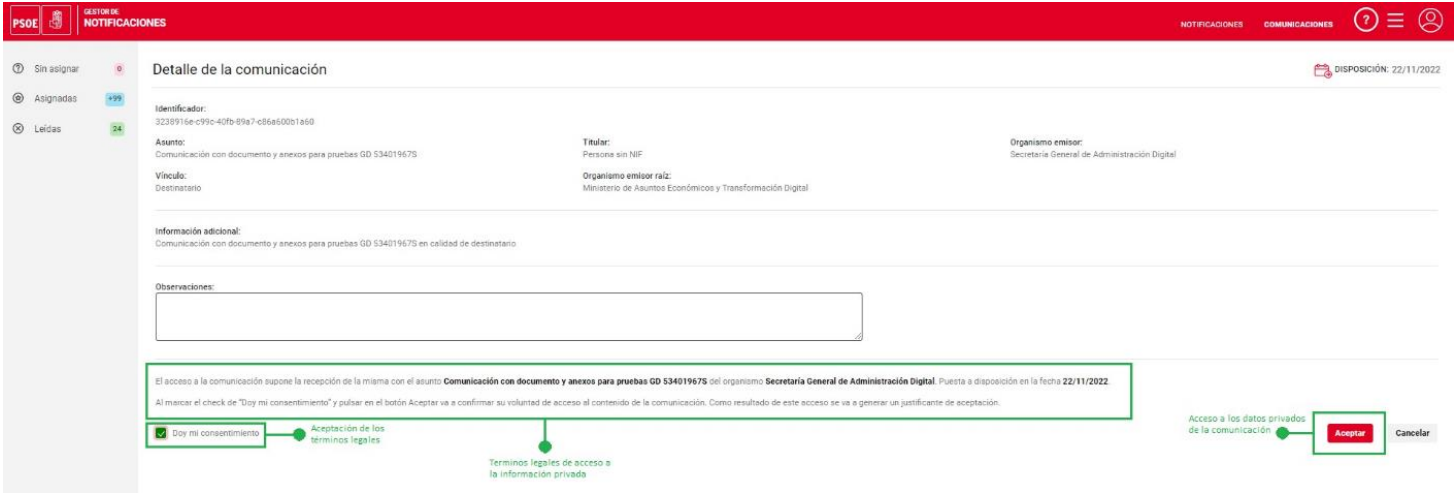 PSOE
GESTOR DE
NOTIFICACIONES
NOTIFICACIONES
COMUNICACIONES
?
Sin asignar 0
Asignadas +99
Leídas 24
Detalle de la comunicación
DISPOSICIÓN: 22/11/2022
Identificador:
3238916e-c99c-40fb-89a7-c86a600b1a60
Asunto:
Comunicación con documento y anexos para pruebas GD 53401967S
Titular:
Persona sin NIF
Organismo emisor:
Secretaría General de Administración Digital
Vínculo:
Destinatario
Organismo emisor raíz:
Ministerio de Asuntos Económicos y Transformación Digital
Información adicional:
Comunicación con documento y anexos para pruebas GD 53401967S en calidad de destinatario
Observaciones:
El acceso a la comunicación supone la recepción de la misma con el asunto Comunicación con documento y anexos para pruebas GD 53401967S del organismo Secretaría General de Administración Digital. Puesta a disposición en la fecha 22/11/2022
Al marcar el check de "Doy mi consentimiento" y pulsar en el botón Aceptar va a confirmar su voluntad de acceso al contenido de la comunicación. Como resultado de este acceso se va a generar un justificante de aceptación.
Doy mi consentimiento
Aceptación de los
términos legales
Terminos legales de acceso a
la información privada
Acceso a los datos privados
de la comunicación
Aceptar
Cancelar